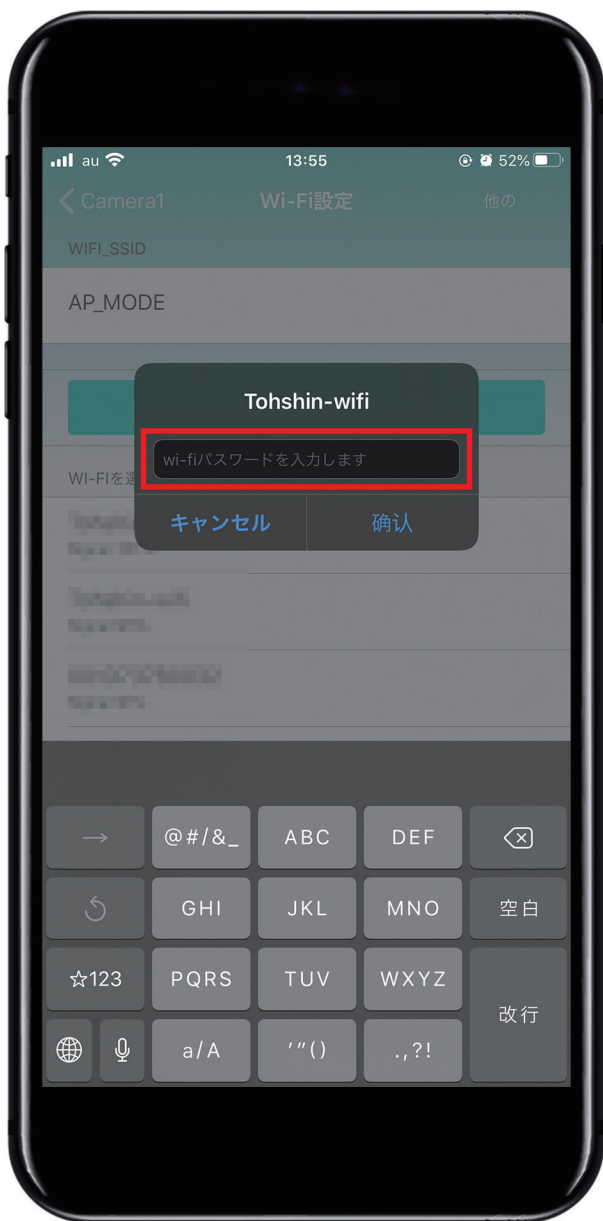 au 13:55 52%
Camera1 Wi-Fi設定 他の
WIFI_SSID
AP_MODE
Tohshin-wifi
wi-fiパスワードを入力します
WI-FIを選
キャンセル 确认
→ @#/&_ ABC DEF
GHI JKL MNO 空白
☆123 PQRS TUV WXYZ
改行
a/A ′″() .,?!